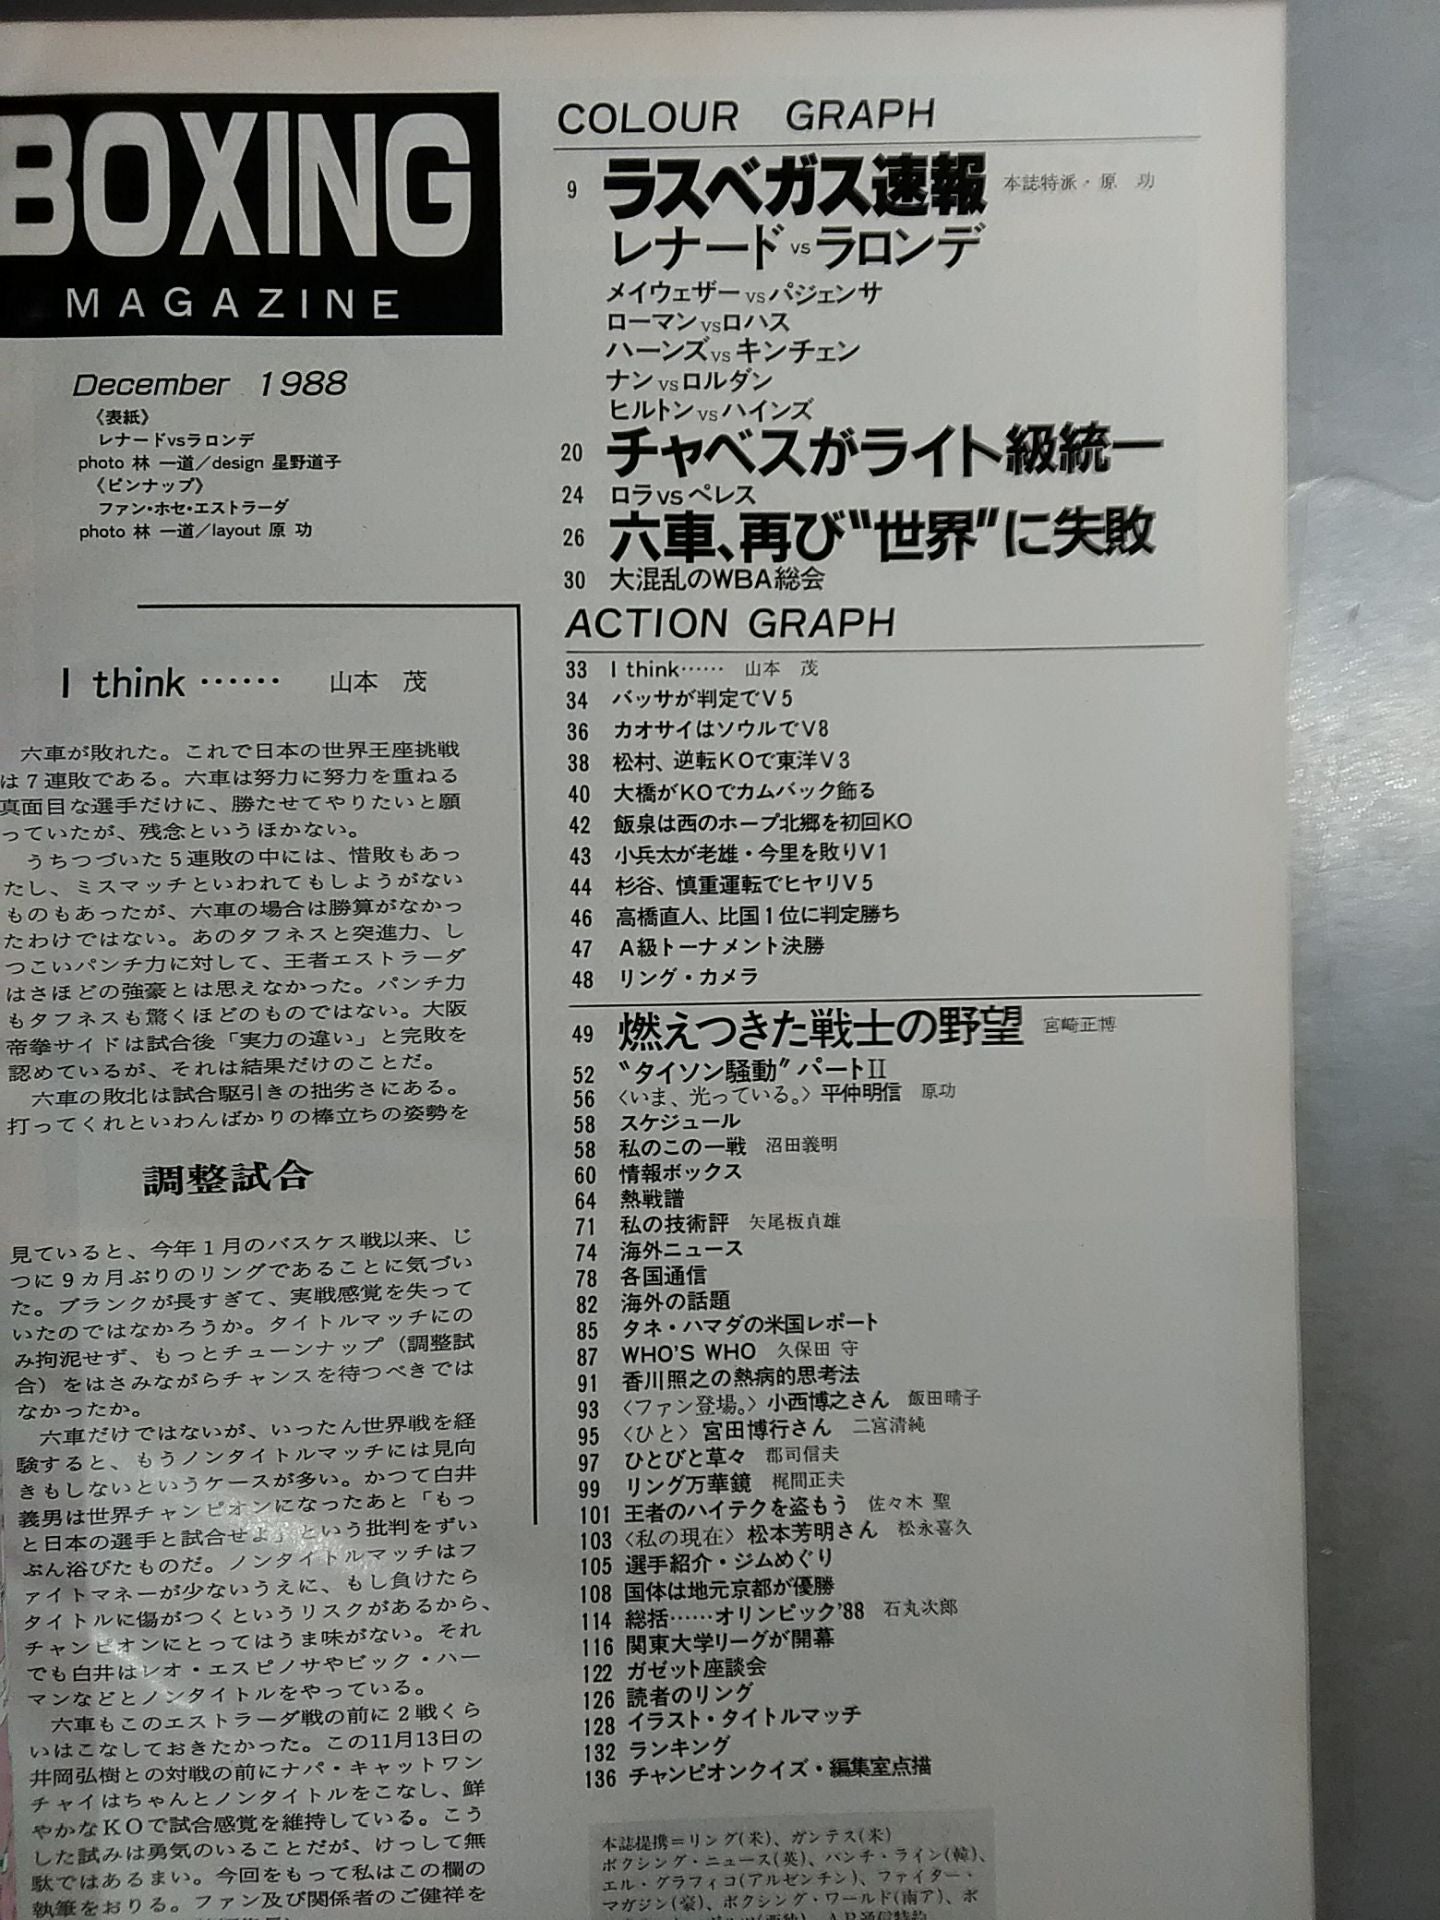 BOXING
MAGAZINE
December 1988
《表紙》
レナードvsラロンデ
photo 林 一道／design 星野道子
《ピンナップ》
ファン・ホセ・エストラーダ
photo 林 一道／layout 原 功
I think …… 山本 茂
六車が敗れた。これで日本の世界王座挑戦
は7連敗である。六車は努力に努力を重ねる
真面目な選手だけに、勝たせてやりたいと願
っていたが、残念というほかない。
うちつづいた5連敗の中には、惜敗もあっ
たし、ミスマッチといわれてもしようがない
ものもあったが、六車の場合は勝算がなかっ
たわけではない。あのタフネスと突進力、し
つこいパンチ力に対して、王者エストラーダ
はさほどの強豪とは思えなかった。パンチ力
もタフネスも驚くほどのものではない。大阪
帝拳サイドは試合後「実力の違い」と完敗を
認めているが、それは結果だけのことだ。
六車の敗北は試合駆引きの拙劣さにある。
打ってくれといわんばかりの棒立ちの姿勢を
調整試合
見ていると、今年1月のバスケス戦以来、じ
つに9カ月ぶりのリングであることに気づい
た。ブランクが長すぎて、実戦感覚を失って
いたのではなかろうか。タイトルマッチにの
み拘泥せず、もっとチューンナップ（調整試
合）をはさみながらチャンスを待つべきでは
なかったか。
六車だけではないが、いったん世界戦を経
験すると、もうノンタイトルマッチには見向
きもしないというケースが多い。かつて白井
義男は世界チャンピオンになったあと「もっ
と日本の選手と試合せよ」という批判をずい
ぶん浴びたものだ。ノンタイトルマッチはフ
ァイトマネーが少ないうえに、もし負けたら
タイトルに傷がつくというリスクがあるから、
チャンピオンにとってはうま味がない。それ
でも白井はレオ・エスピノサやビック・ハー
マンなどとノンタイトルをやっている。
六車もこのエストラーダ戦の前に2戦くら
いはこなしておきたかった。この11月13日の
井岡弘樹との対戦の前にナパ・キャットワン
チャイはちゃんとノンタイトルをこなし、鮮
やかなKOで試合感覚を維持している。こう
した試みは勇気のいることだが、けっして無
駄ではあるまい。今回をもって私はこの欄の
執筆をおりる。ファン及び関係者のご健祥を
COLOUR GRAPH
9 ラスベガス速報 本誌特派・原 功
レナードvsラロンデ
メイウェザーvsパジェンサ
ローマンvsロハス
ハーンズvsキンチェン
ナンvsロルダン
ヒルトンvsハインズ
20 チャベスがライト級統一
24 ロラvsペレス
26 六車、再び〝世界〟に失敗
30 大混乱のWBA総会
ACTION GRAPH
33 I think…… 山本 茂
34 バッサが判定でV5
36 カオサイはソウルでV8
38 松村、逆転KOで東洋V3
40 大橋がKOでカムバック飾る
42 飯泉は西のホープ北郷を初回KO
43 小兵太が老雄・今里を敗りV1
44 杉谷、慎重運転でヒヤリV5
46 高橋直人、比国1位に判定勝ち
47 A級トーナメント決勝
48 リング・カメラ
49 燃えつきた戦士の野望 宮崎正博
52 〝タイソン騒動〟パートII
56 〈いま、光っている。〉平仲明信 原功
58 スケジュール
58 私のこの一戦 沼田義明
60 情報ボックス
64 熱戦譜
71 私の技術評 矢尾板貞雄
74 海外ニュース
78 各国通信
82 海外の話題
85 タネ・ハマダの米国レポート
87 WHO'S WHO 久保田 守
91 香川照之の熱病的思考法
93 〈ファン登場。〉小西博之さん 飯田晴子
95 〈ひと〉宮田博行さん 二宮清純
97 ひとびと草々 郡司信夫
99 リング万華鏡 梶間正夫
101 王者のハイテクを盗もう 佐々木 聖
103 〈私の現在〉松本芳明さん 松永喜久
105 選手紹介・ジムめぐり
108 国体は地元京都が優勝
114 総括……オリンピック'88 石丸次郎
116 関東大学リーグが開幕
122 ガゼット座談会
126 読者のリング
128 イラスト・タイトルマッチ
132 ランキング
136 チャンピオンクイズ・編集室点描
本誌提携＝リング(米)、ガンテス(米)
ボクシング・ニュース(英)、パンチ・ライン(韓)、
エル・グラフィコ(アルゼンチン)、ファイター・
マガジン(豪)、ボクシング・ワールド(南ア)、ボ